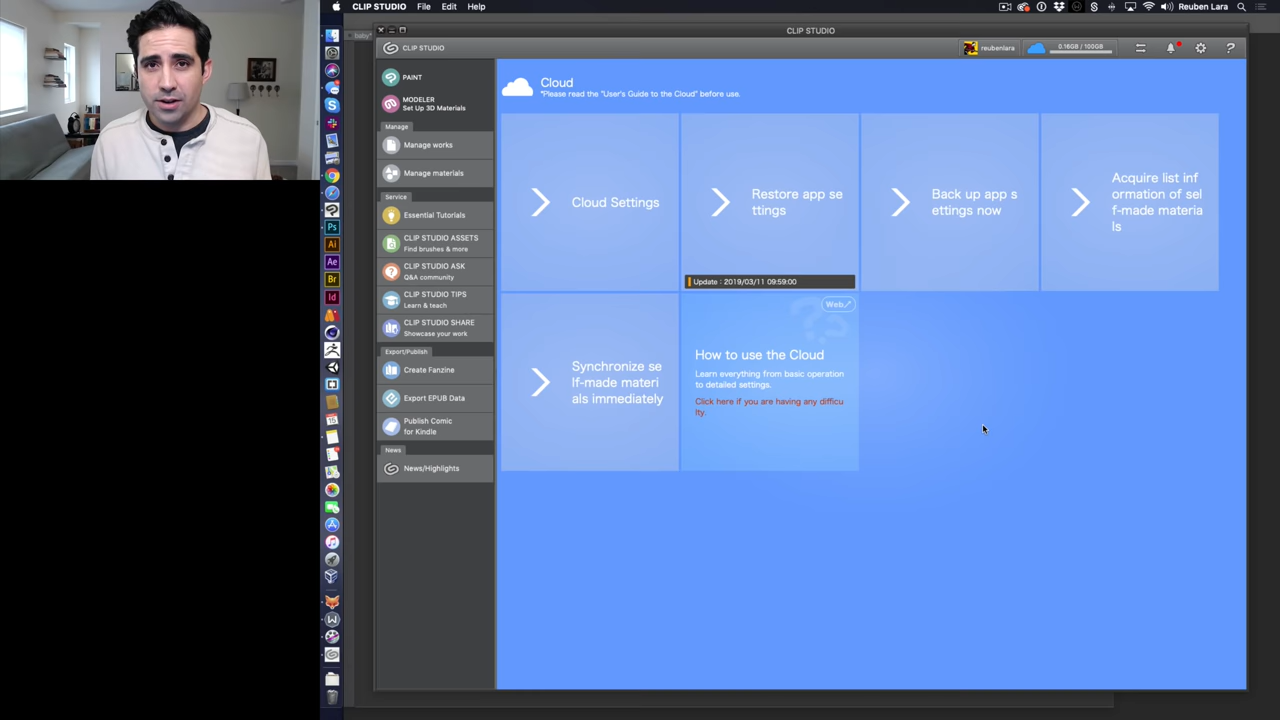 CLIP STUDIO File Edit Help
Reuben Lara
CLIP STUDIO
CLIP STUDIO
reubenlara
0.16GB / 100GB
?
PAINT
MODELER
Set Up 3D Materials
Manage
Manage works
Manage materials
Service
Essential Tutorials
CLIP STUDIO ASSETS
Find brushes & more
CLIP STUDIO ASK
Q&A community
CLIP STUDIO TIPS
Learn & teach
CLIP STUDIO SHARE
Showcase your work
Export/Publish
Create Fanzine
Export EPUB Data
Publish Comic
for Kindle
News
News/Highlights
Cloud
*Please read the "User's Guide to the Cloud" before use.
Cloud Settings
Restore app se
ttings
Update : 2019/03/11 09:59:00
Back up app s
ettings now
Acquire list inf
ormation of sel
f-made materia
ls
Synchronize se
lf-made materi
als immediately
Web
How to use the Cloud
Learn everything from basic operation
to detailed settings.
Click here if you are having any difficu
lty.
Ps
Ai
Ae
Br
Id
15